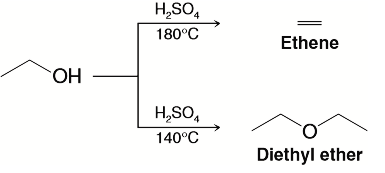 H₂SO₄
180°C
Ethene
OH
H₂SO₄
140°C
O
Diethyl ether